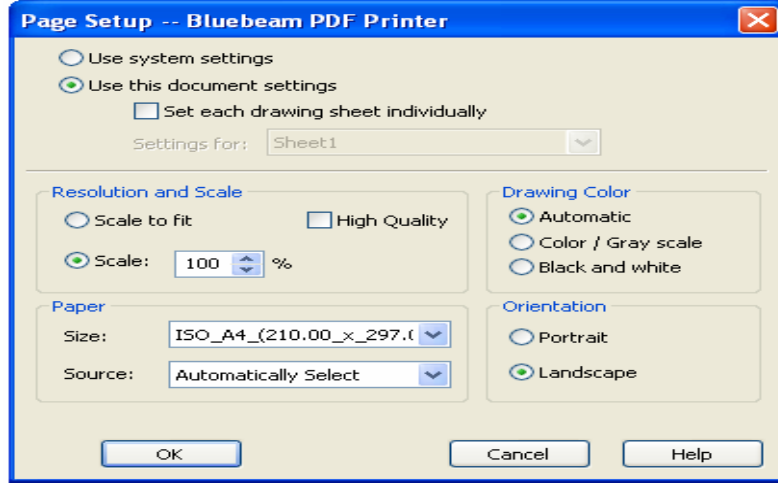 Page Setup -- Bluebeam PDF Printer
Use system settings
Use this document settings
Set each drawing sheet individually
Settings for: Sheet1
Resolution and Scale
Scale to fit High Quality
Scale: 100 %
Drawing Color
Automatic
Color / Gray scale
Black and white
Paper
Size: ISO_A4_(210.00_x_297.(
Source: Automatically Select
Orientation
Portrait
Landscape
OK Cancel Help